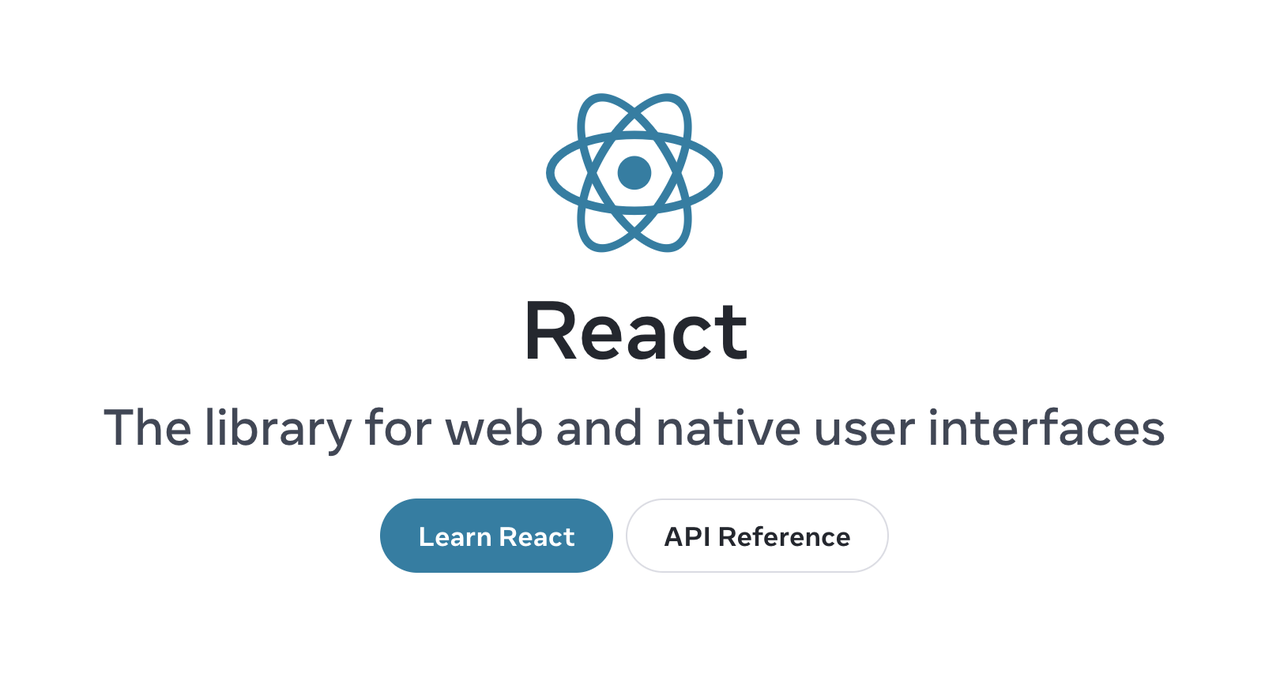 React
The library for web and native user interfaces
Learn React
API Reference